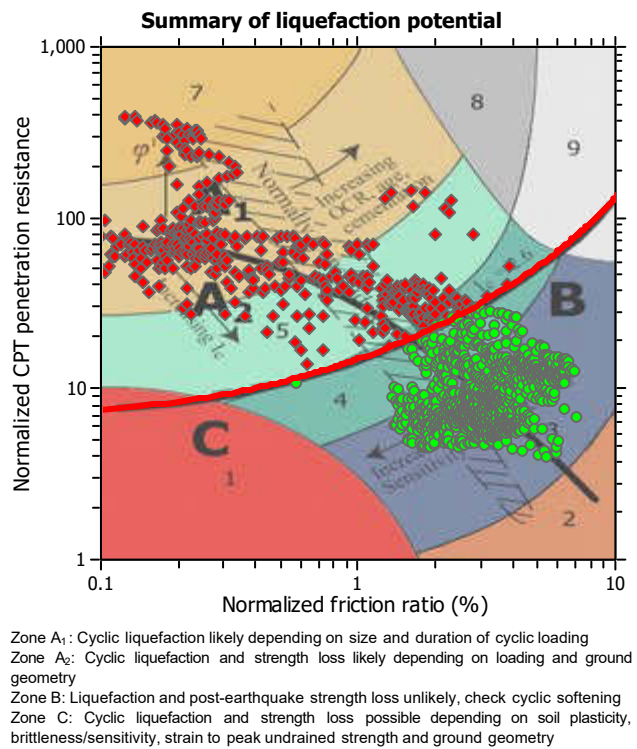 Summary of liquefaction potential
1,000
100
10
1
Normalized CPT penetration resistance
7
8
9
φ'
Increasing
OCR, age,
cementation
A1
A2
B
5
4
Increasing Ic
C
1
3
Sensitivity
2
0.1
1
10
Normalized friction ratio (%)
Zone A1: Cyclic liquefaction likely depending on size and duration of cyclic loading
Zone A2: Cyclic liquefaction and strength loss likely depending on loading and ground
geometry
Zone B: Liquefaction and post-earthquake strength loss unlikely, check cyclic softening
Zone C: Cyclic liquefaction and strength loss possible depending on soil plasticity,
brittleness/sensitivity, strain to peak undrained strength and ground geometry